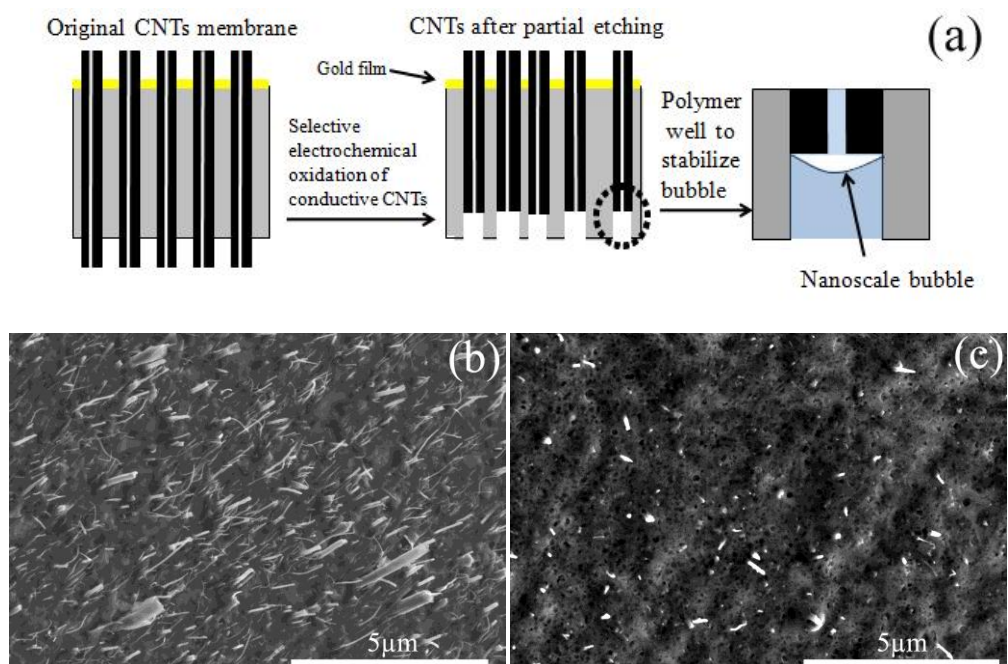 Original CNTs membrane
CNTs after partial etching
(a)
Gold film
Selective
electrochemical
oxidation of
conductive CNTs
Polymer
well to
stabilize
bubble
Nanoscale bubble
(b)
5μm
(c)
5μm